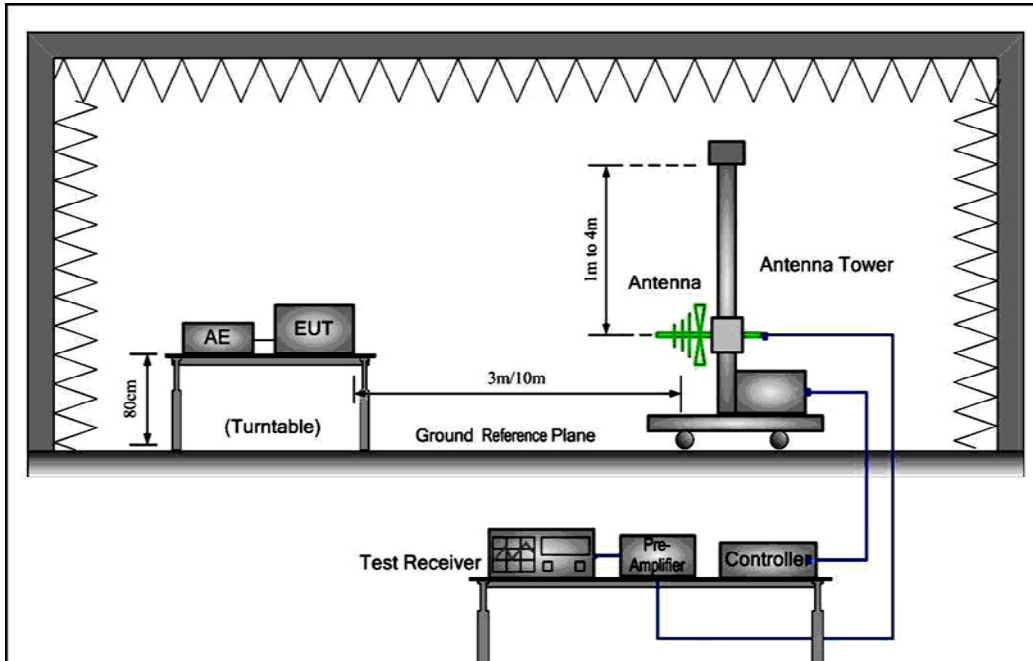 1m to 4m
Antenna
Antenna Tower
AE
EUT
80cm
3m/10m
(Turntable)
Ground Reference Plane
Test Receiver
Pre-
Amplifier
Controller